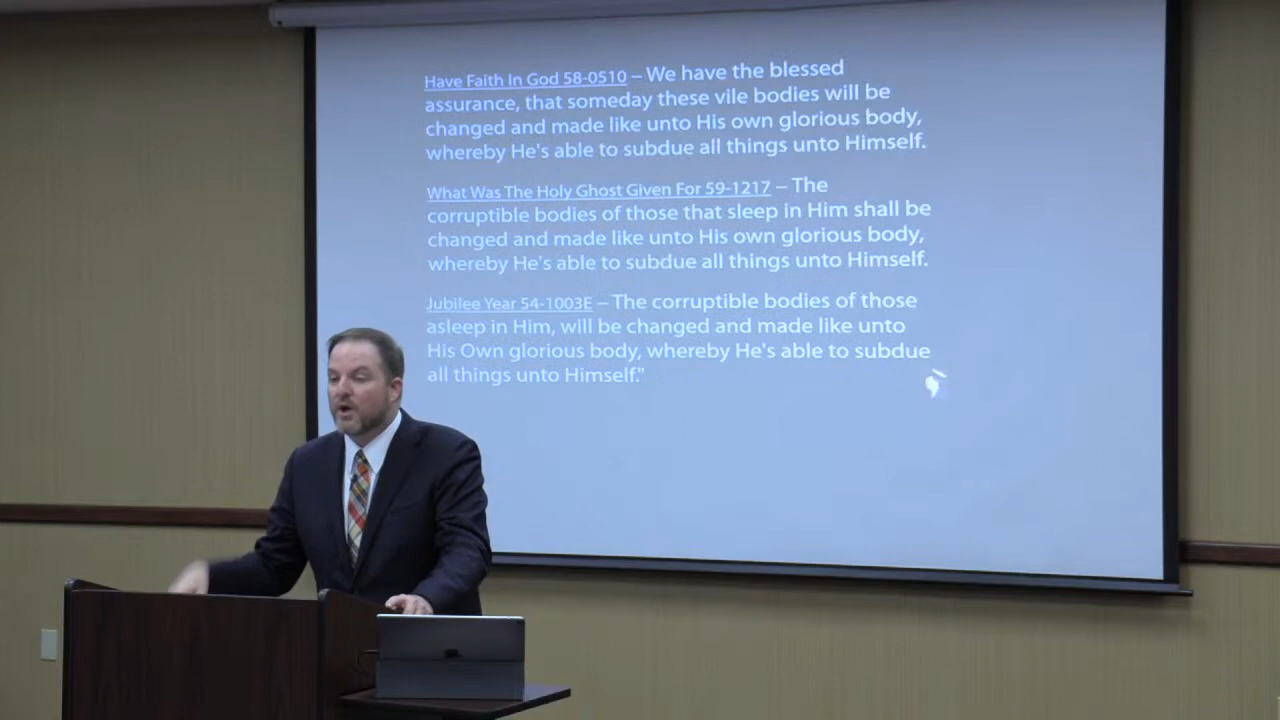 Have Faith In God 58-0510 – We have the blessed
assurance, that someday these vile bodies will be
changed and made like unto His own glorious body,
whereby He's able to subdue all things unto Himself.
What Was The Holy Ghost Given For 59-1217 – The
corruptible bodies of those that sleep in Him shall be
changed and made like unto His own glorious body,
whereby He's able to subdue all things unto Himself.
Jubilee Year 54-1003E – The corruptible bodies of those
asleep in Him, will be changed and made like unto
His Own glorious body, whereby He's able to subdue
all things unto Himself."